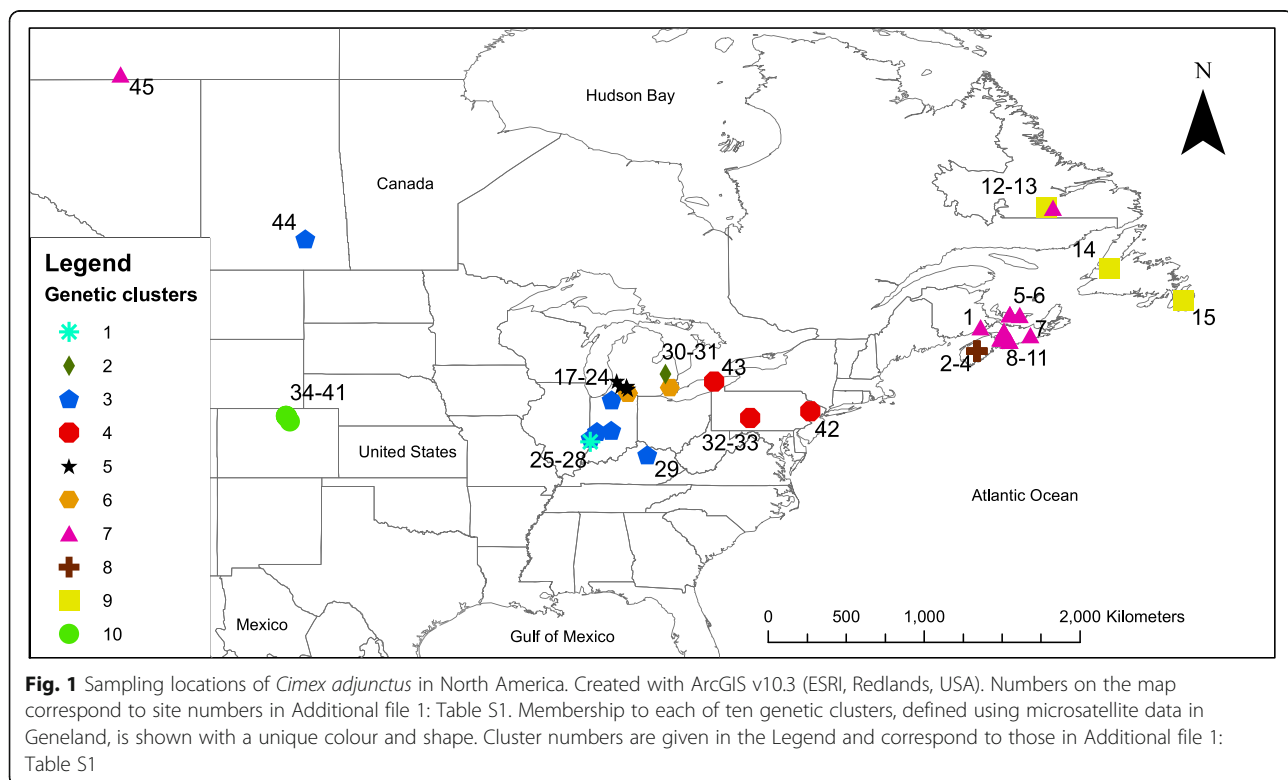 45
Hudson Bay
N
Canada
12-13
44
14
Legend
Genetic clusters
1
2
3
4
5
6
7
8
9
10
5-6
1
7
15
30-31
8-11
2-4
43
17-24
34-41
42
United States
32-33
25-28
29
Atlantic Ocean
Mexico
Gulf of Mexico
0 500 1,000 2,000 Kilometers
Fig. 1 Sampling locations of Cimex adjunctus in North America. Created with ArcGIS v10.3 (ESRI, Redlands, USA). Numbers on the map
correspond to site numbers in Additional file 1: Table S1. Membership to each of ten genetic clusters, defined using microsatellite data in
Geneland, is shown with a unique colour and shape. Cluster numbers are given in the Legend and correspond to those in Additional file 1:
Table S1